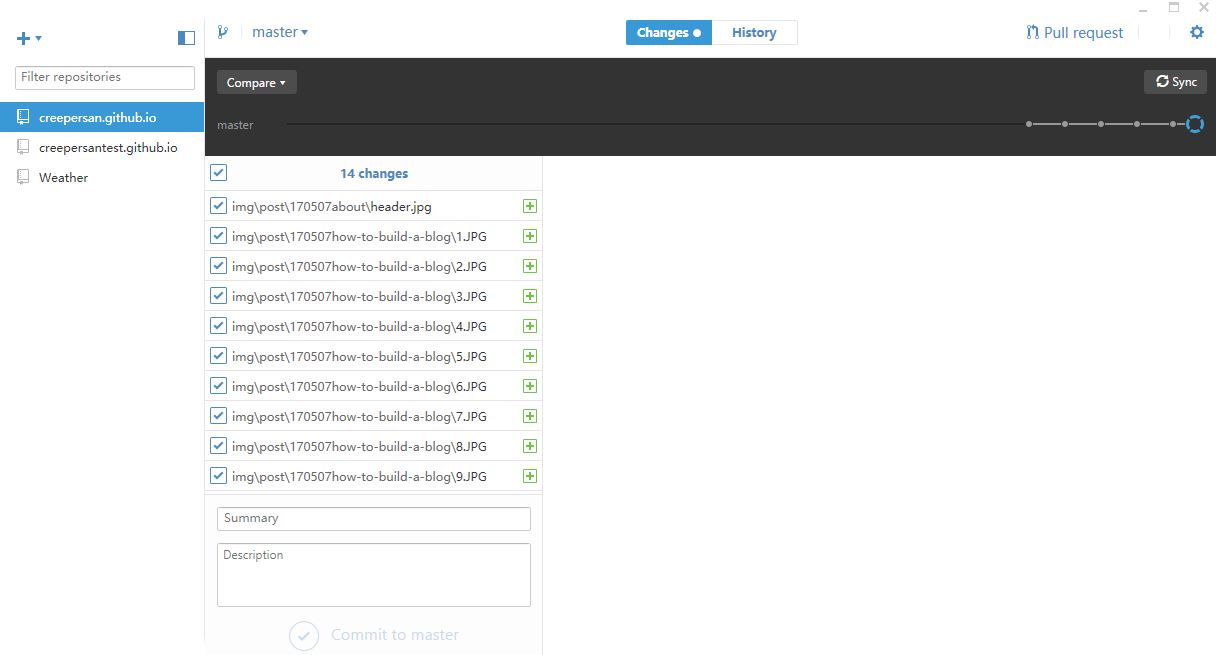 master
Changes
History
Pull request
Filter repositories
creepersan.github.io
creepersantest.github.io
Weather
Compare
Sync
master
14 changes
img\post\170507about\header.jpg
img\post\170507how-to-build-a-blog\1.JPG
img\post\170507how-to-build-a-blog\2.JPG
img\post\170507how-to-build-a-blog\3.JPG
img\post\170507how-to-build-a-blog\4.JPG
img\post\170507how-to-build-a-blog\5.JPG
img\post\170507how-to-build-a-blog\6.JPG
img\post\170507how-to-build-a-blog\7.JPG
img\post\170507how-to-build-a-blog\8.JPG
img\post\170507how-to-build-a-blog\9.JPG
Summary
Description
Commit to master